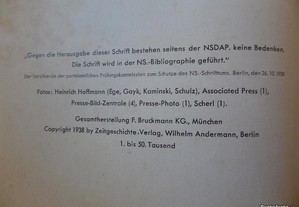 „Gegen die Herausgabe dieser Schrift bestehen seitens der NSDAP. keine Bedenken.
Die Schrift wird in der NS.-Bibliographie geführt."
Der Vorsitzende der parteiamtlichen Prüfungskommission zum Schutze des NS.-Schrifttums. Berlin, den 26.10.1938
Fotos: Heinrich Hoffmann (Ege, Gayk, Kaminski, Schulz), Associated Press (1),
Presse-Bild-Zentrale (4), Presse-Photo (1), Scherl (1).
Gesamtherstellung F. Bruckmann KG., München
Copyright 1938 by Zeitgeschichte-Verlag, Wilhelm Andermann, Berlin
1. bis 50. Tausend